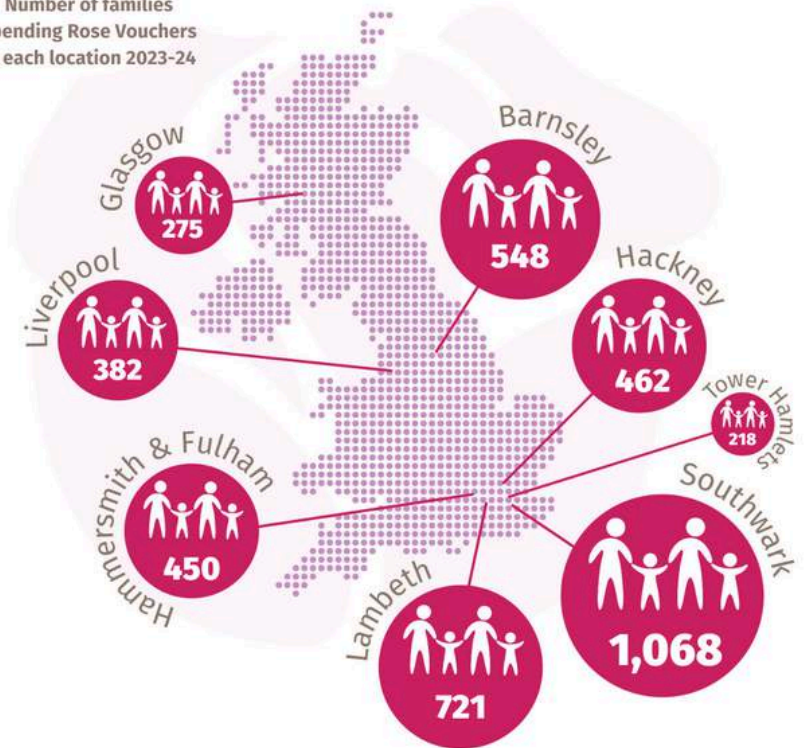 Number of families
pending Rose Vouchers
each location 2023-24
Glasgow
275
Barnsley
548
Liverpool
382
Hackney
462
Tower Hamlets
218
Hammersmith & Fulham
450
Southwark
1,068
Lambeth
721